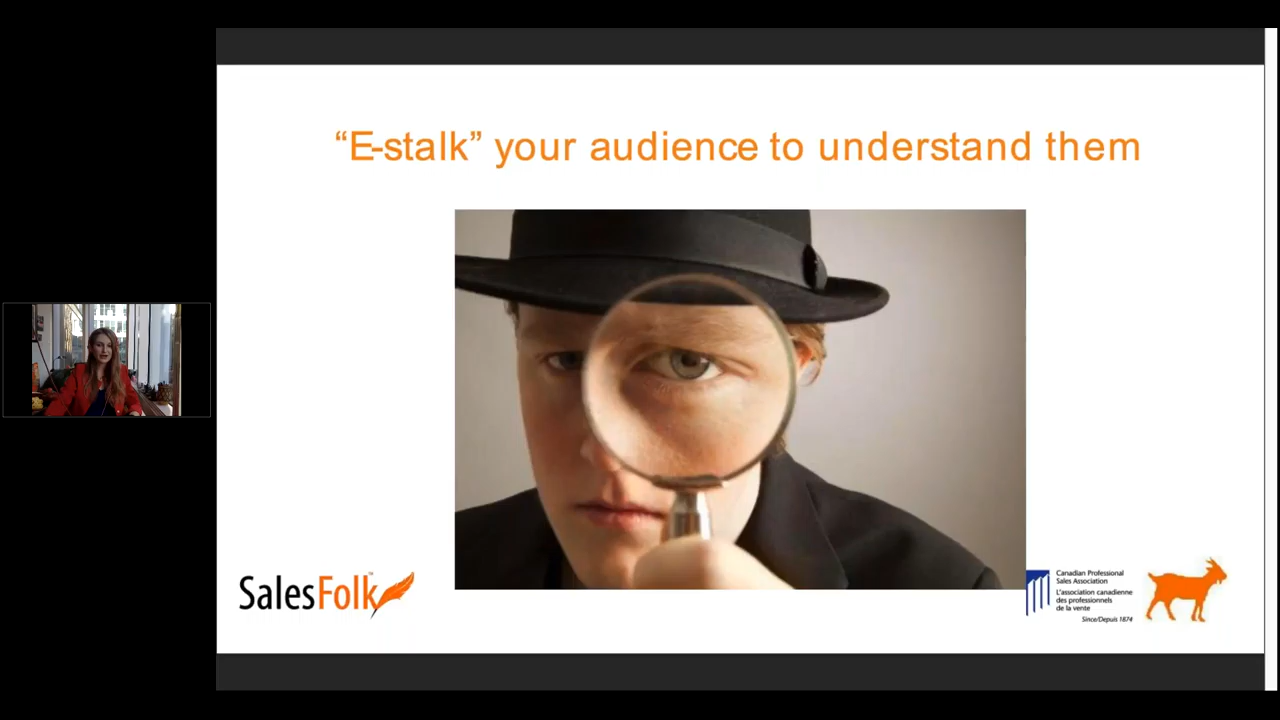 “E-stalk” your audience to understand them
SalesFolk™
Canadian Professional
Sales Association
L'association canadienne
des professionnels
de la vente
Since/Depuis 1874